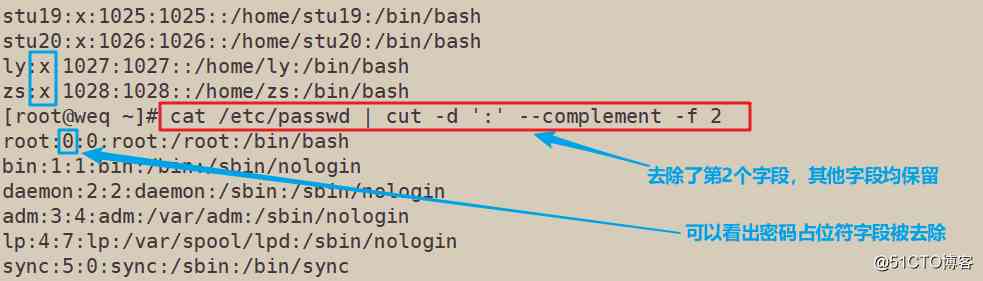 stu19:x:1025:1025::/home/stu19:/bin/bash
stu20:x:1026:1026::/home/stu20:/bin/bash
ly:x:1027:1027::/home/ly:/bin/bash
zs:x:1028:1028::/home/zs:/bin/bash
[root@weq ~]# cat /etc/passwd | cut -d ':' --complement -f 2
root:0:0:root:/root:/bin/bash
bin:1:1:bin:/bin:/sbin/nologin
去除了第2个字段，其他字段均保留
daemon:2:2:daemon:/sbin:/sbin/nologin
adm:3:4:adm:/var/adm:/sbin/nologin
lp:4:7:lp:/var/spool/lpd:/sbin/nologin
可以看出密码占位符字段被去除
sync:5:0:sync:/sbin:/bin/sync
@51CTO博客